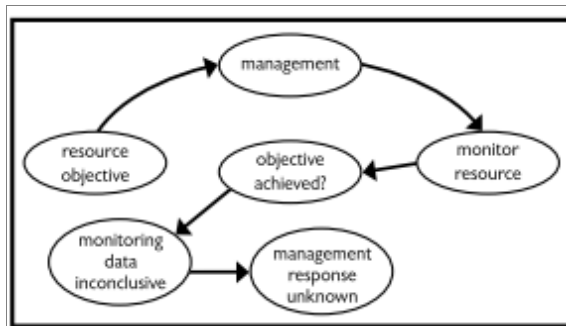 management
resource
objective
objective
achieved?
monitor
resource
monitoring
data
inconclusive
management
response
unknown